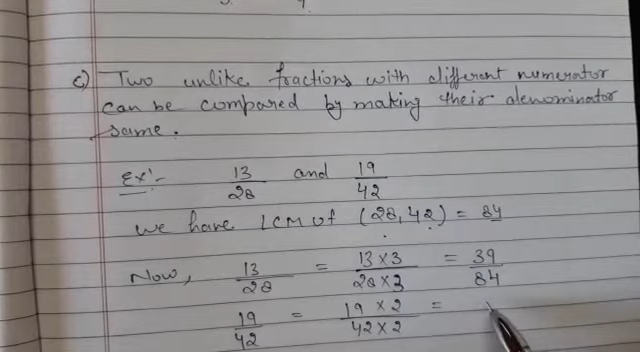 c) Two unlike fractions with different numerator
can be compared by making their denominator
same.
Ex:- 13/28 and 19/42
we have LCM of (28,42) = 84
Now, 13/28 = 13×3/28×3 = 39/84
19/42 = 19×2/42×2 =